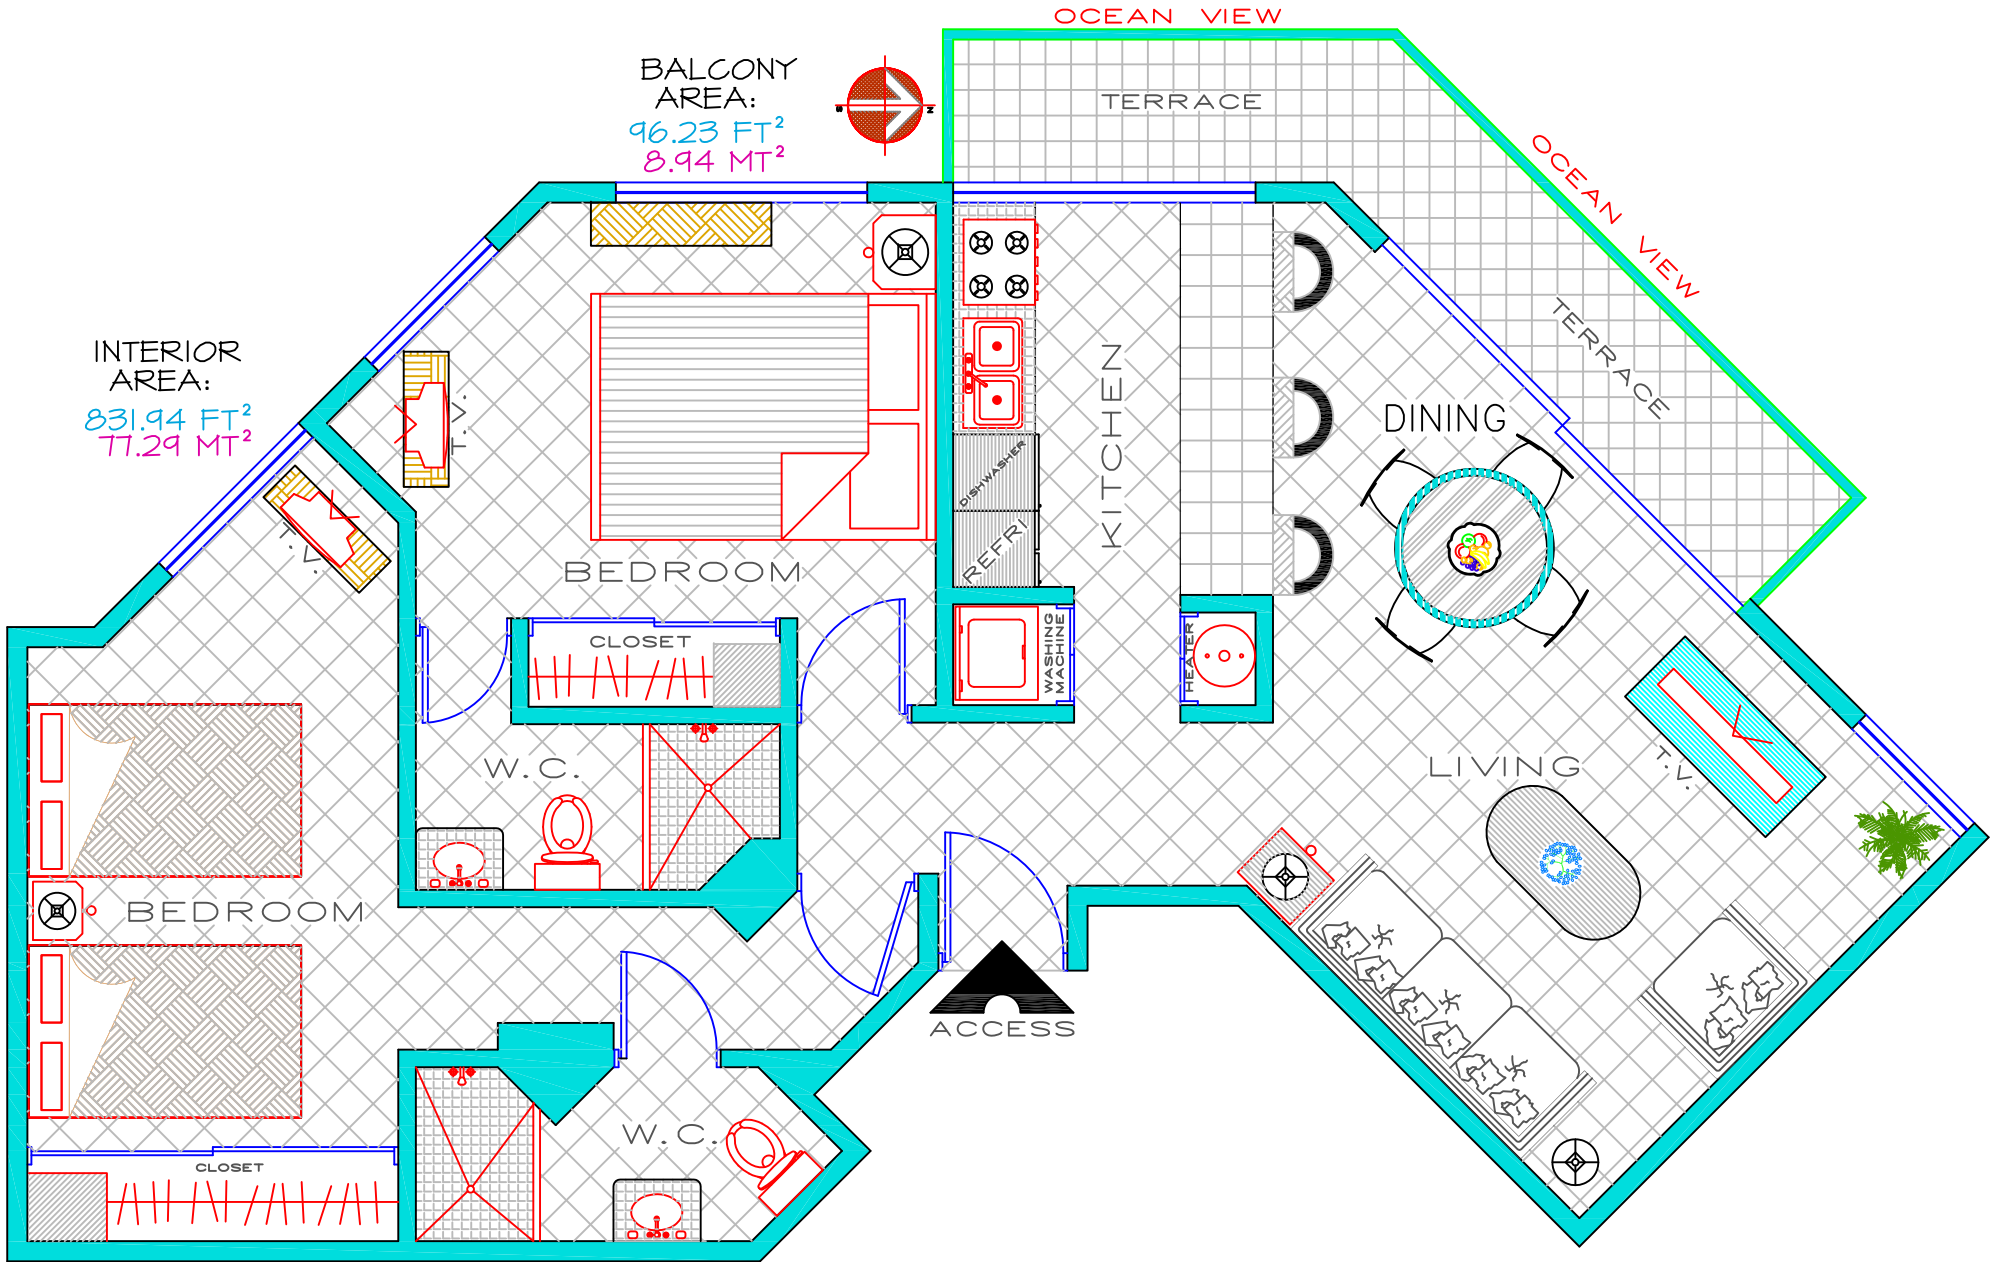 OCEAN VIEW
BALCONY
AREA:
96.23 FT²
8.94 MT²
S
N
TERRACE
OCEAN VIEW
TERRACE
INTERIOR
AREA:
831.94 FT²
77.29 MT²
T.V.
T.V.
KITCHEN
DINING
DISHWASHER
REFRI
BEDROOM
CLOSET
WASHING
MACHINE
HEATER
W.C.
LIVING
T.V.
BEDROOM
ACCESS
W.C.
CLOSET